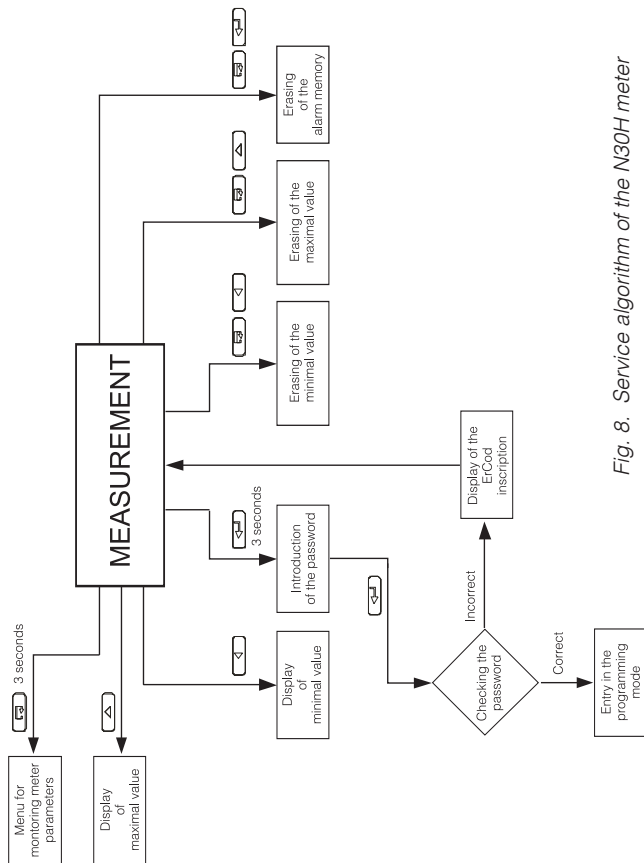 MEASUREMENT
3 seconds
Menu for
montoring meter
parameters
Display
of
maximal value
Display
of
minimal value
3 seconds
Introduction
of the password
Checking the
password
Incorrect
Display of the
ErCod
inscription
Correct
Entry in the
programming
mode
Erasing of the
minimal value
Erasing of the
maximal value
Erasing
of the
alarm memory
Fig. 8. Service algorithm of the N30H meter